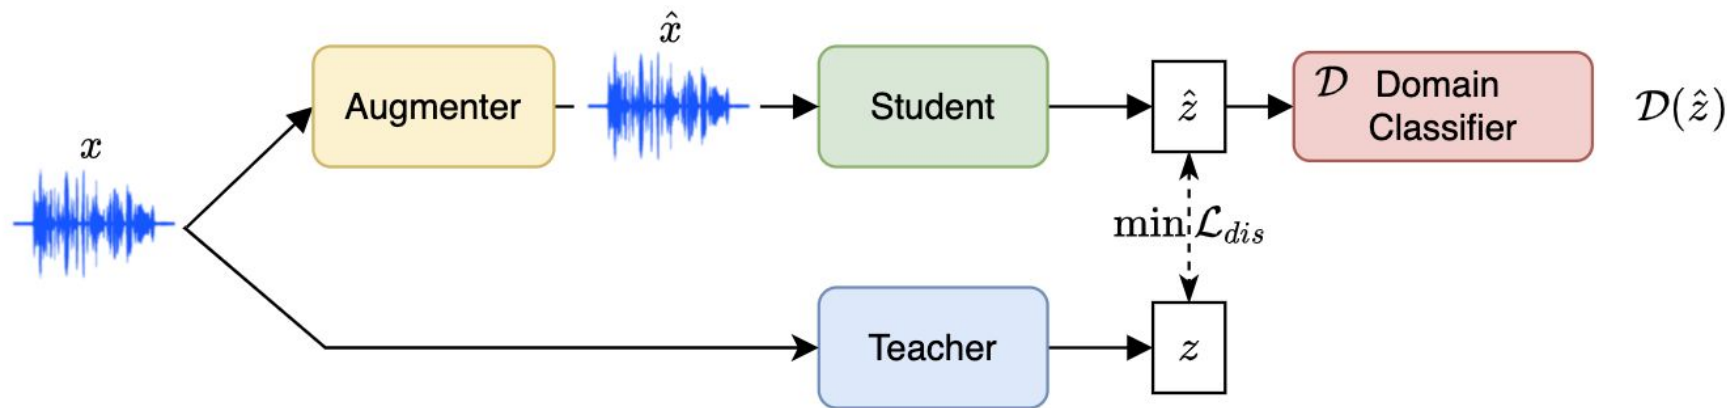 x
Augmenter
x̂
Student
ẑ
𝒟 Domain
Classifier
𝒟(ẑ)
min ℒ_dis
Teacher
z